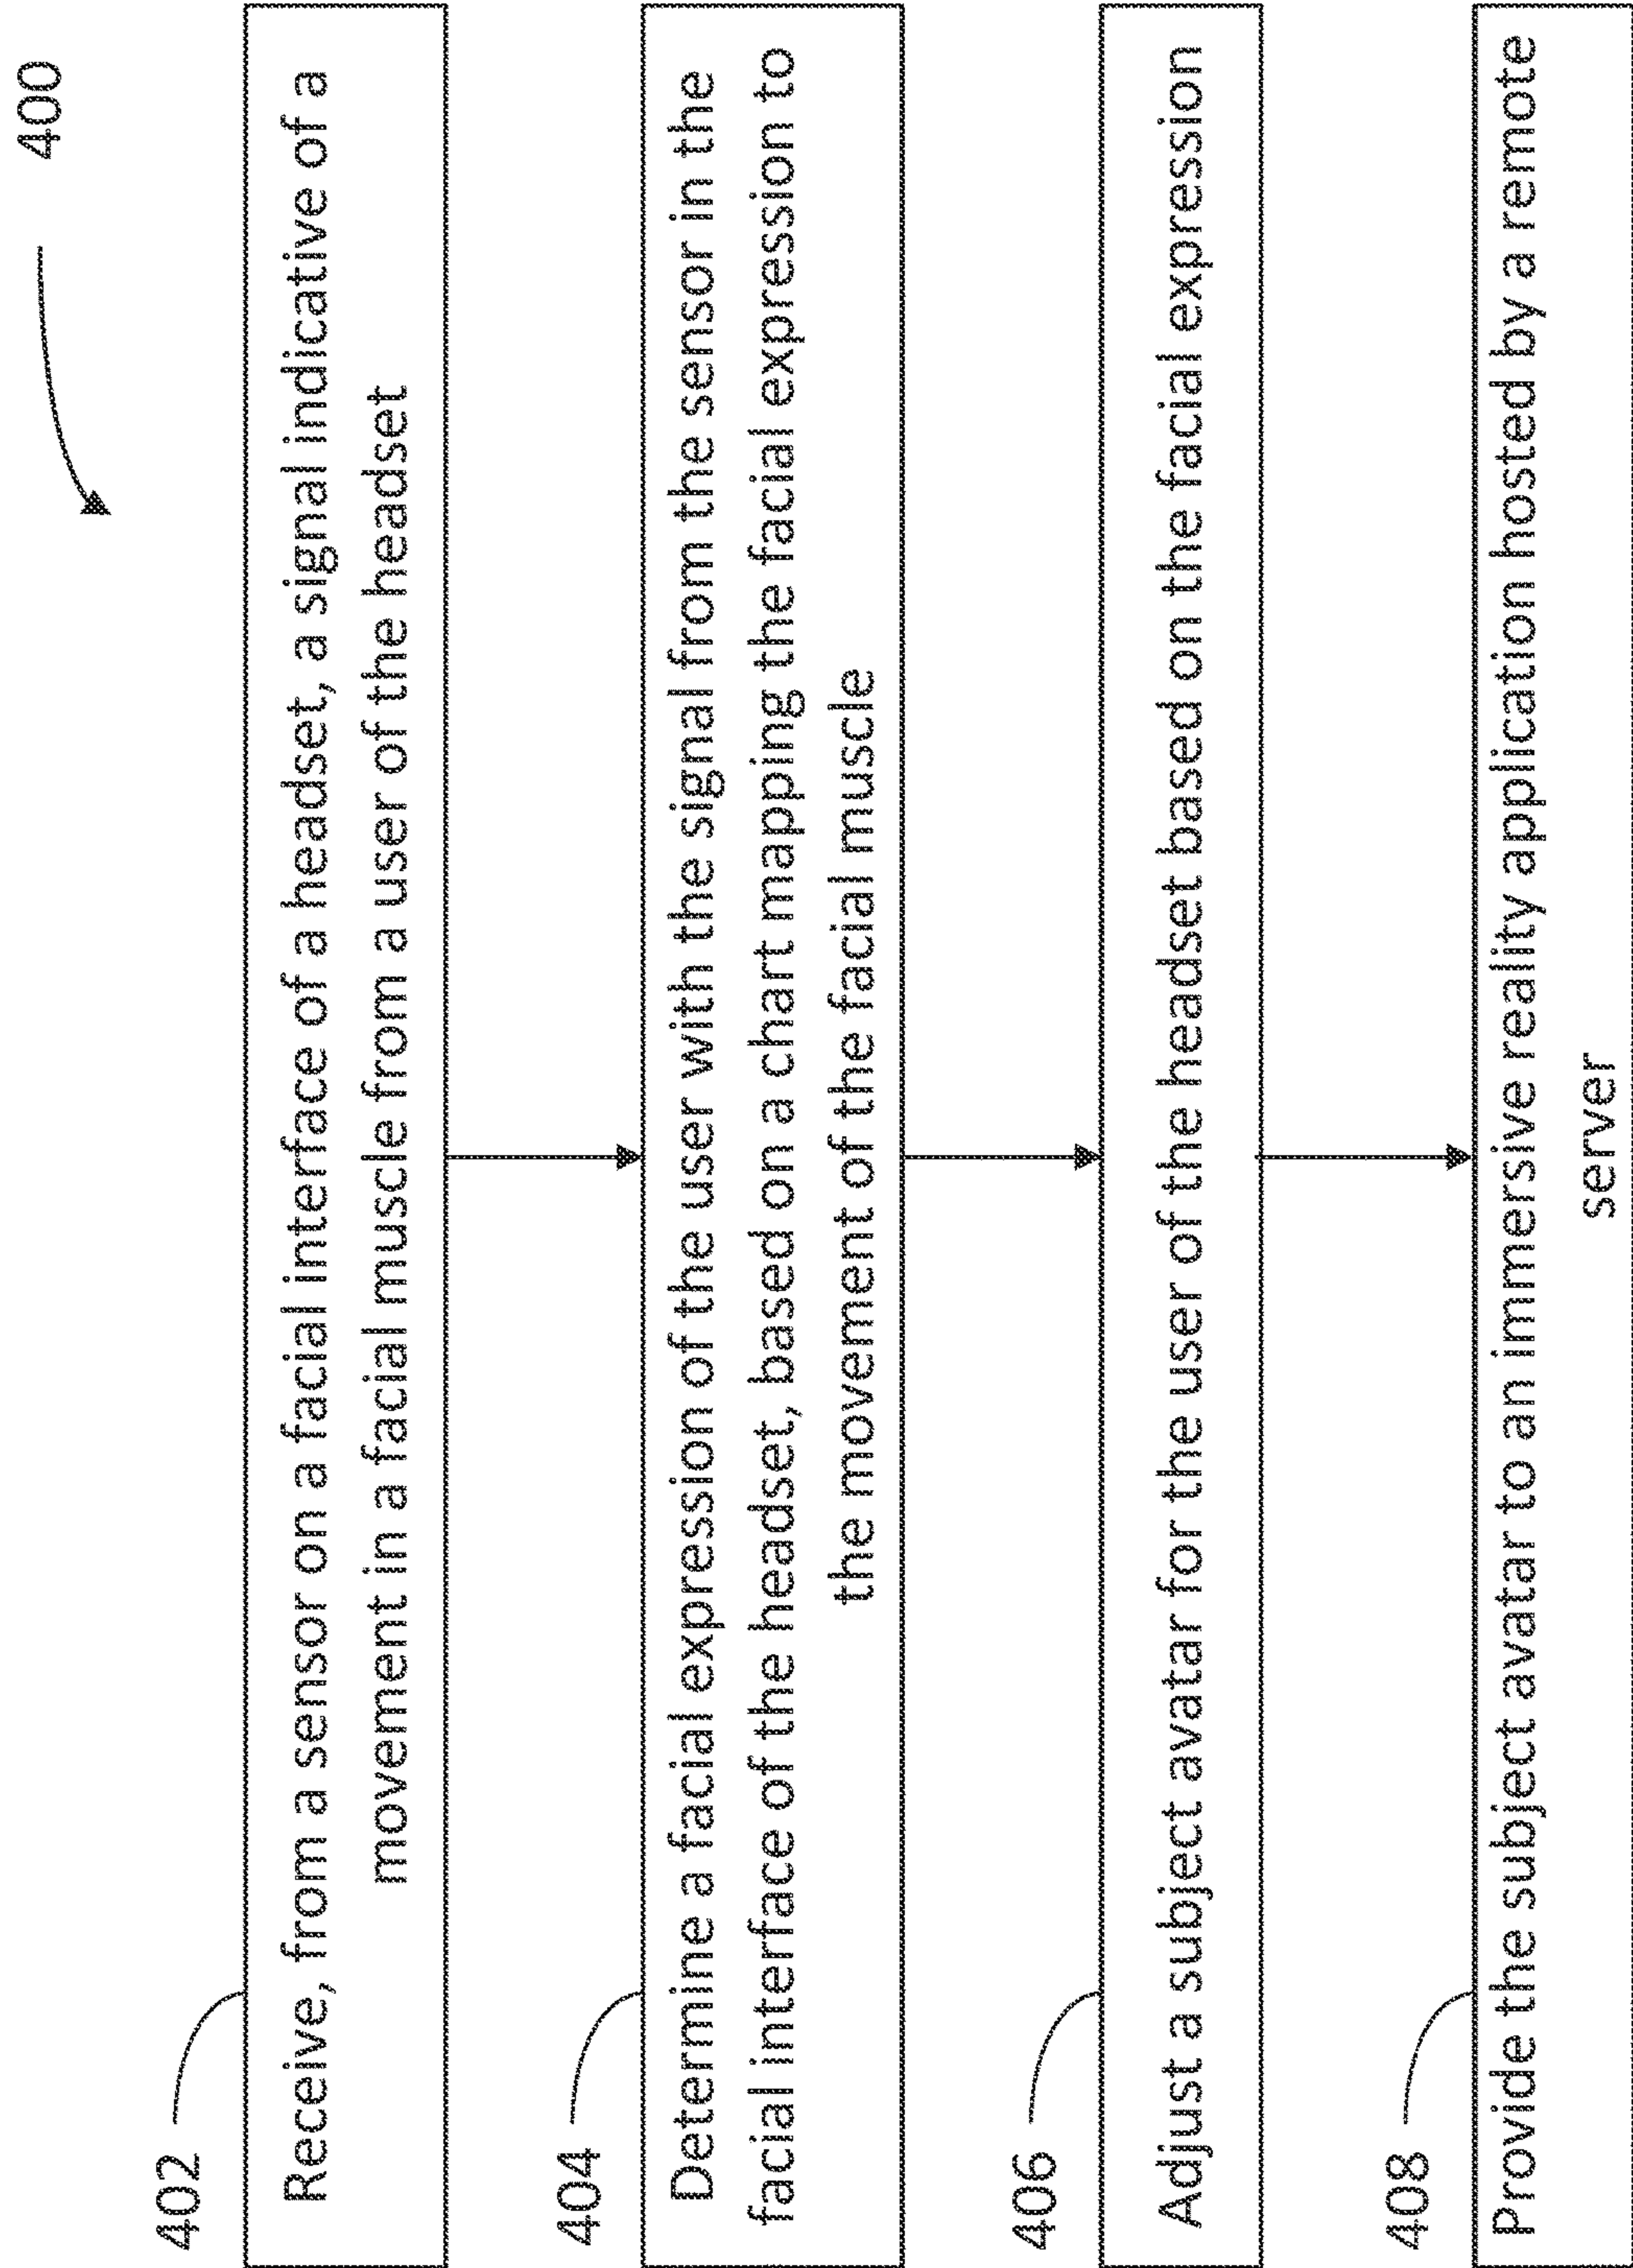 400
402
Receive, from a sensor on a facial interface of a headset, a signal indicative of a
movement in a facial muscle from a user of the headset
404
Determine a facial expression of the user with the signal from the sensor in the
facial interface of the headset, based on a chart mapping the facial expression to
the movement of the facial muscle
406
Adjust a subject avatar for the user of the headset based on the facial expression
408
Provide the subject avatar to an immersive reality application hosted by a remote
server